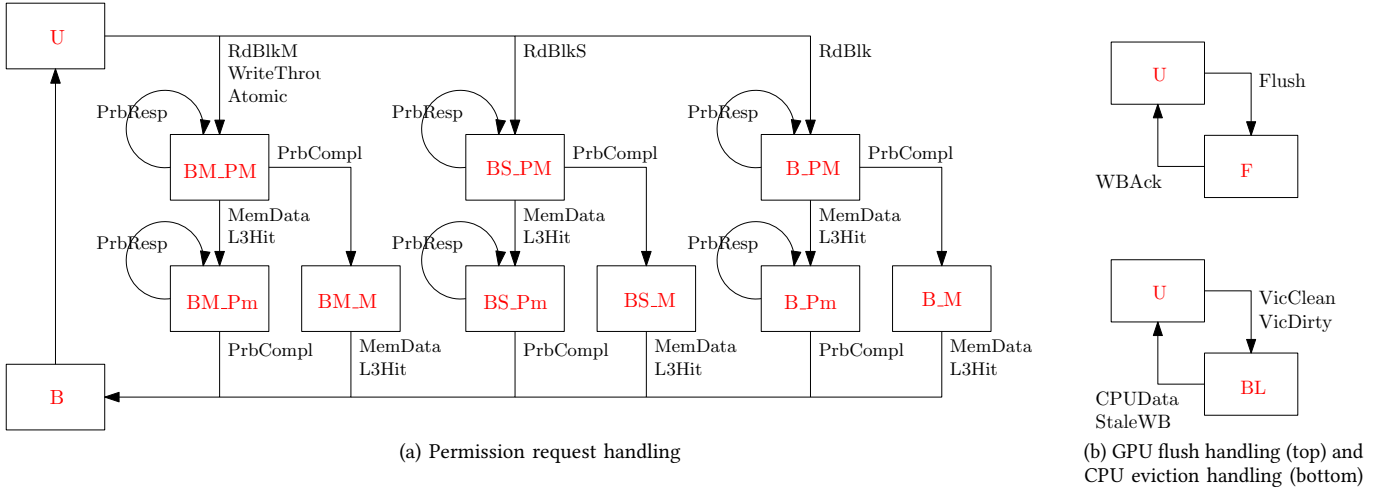 U
RdBlkM
WriteThrou
Atomic
RdBlkS
RdBlk
PrbResp
PrbResp
PrbResp
BM_PM
PrbCompl
BS_PM
PrbCompl
B_PM
PrbCompl
MemData
L3Hit
MemData
L3Hit
MemData
L3Hit
PrbResp
PrbResp
PrbResp
BM_Pm
BM_M
BS_Pm
BS_M
B_Pm
B_M
PrbCompl
MemData
L3Hit
PrbCompl
MemData
L3Hit
PrbCompl
MemData
L3Hit
B
(a) Permission request handling
U
Flush
F
WBAck
U
VicClean
VicDirty
BL
CPUData
StaleWB
(b) GPU flush handling (top) and
CPU eviction handling (bottom)